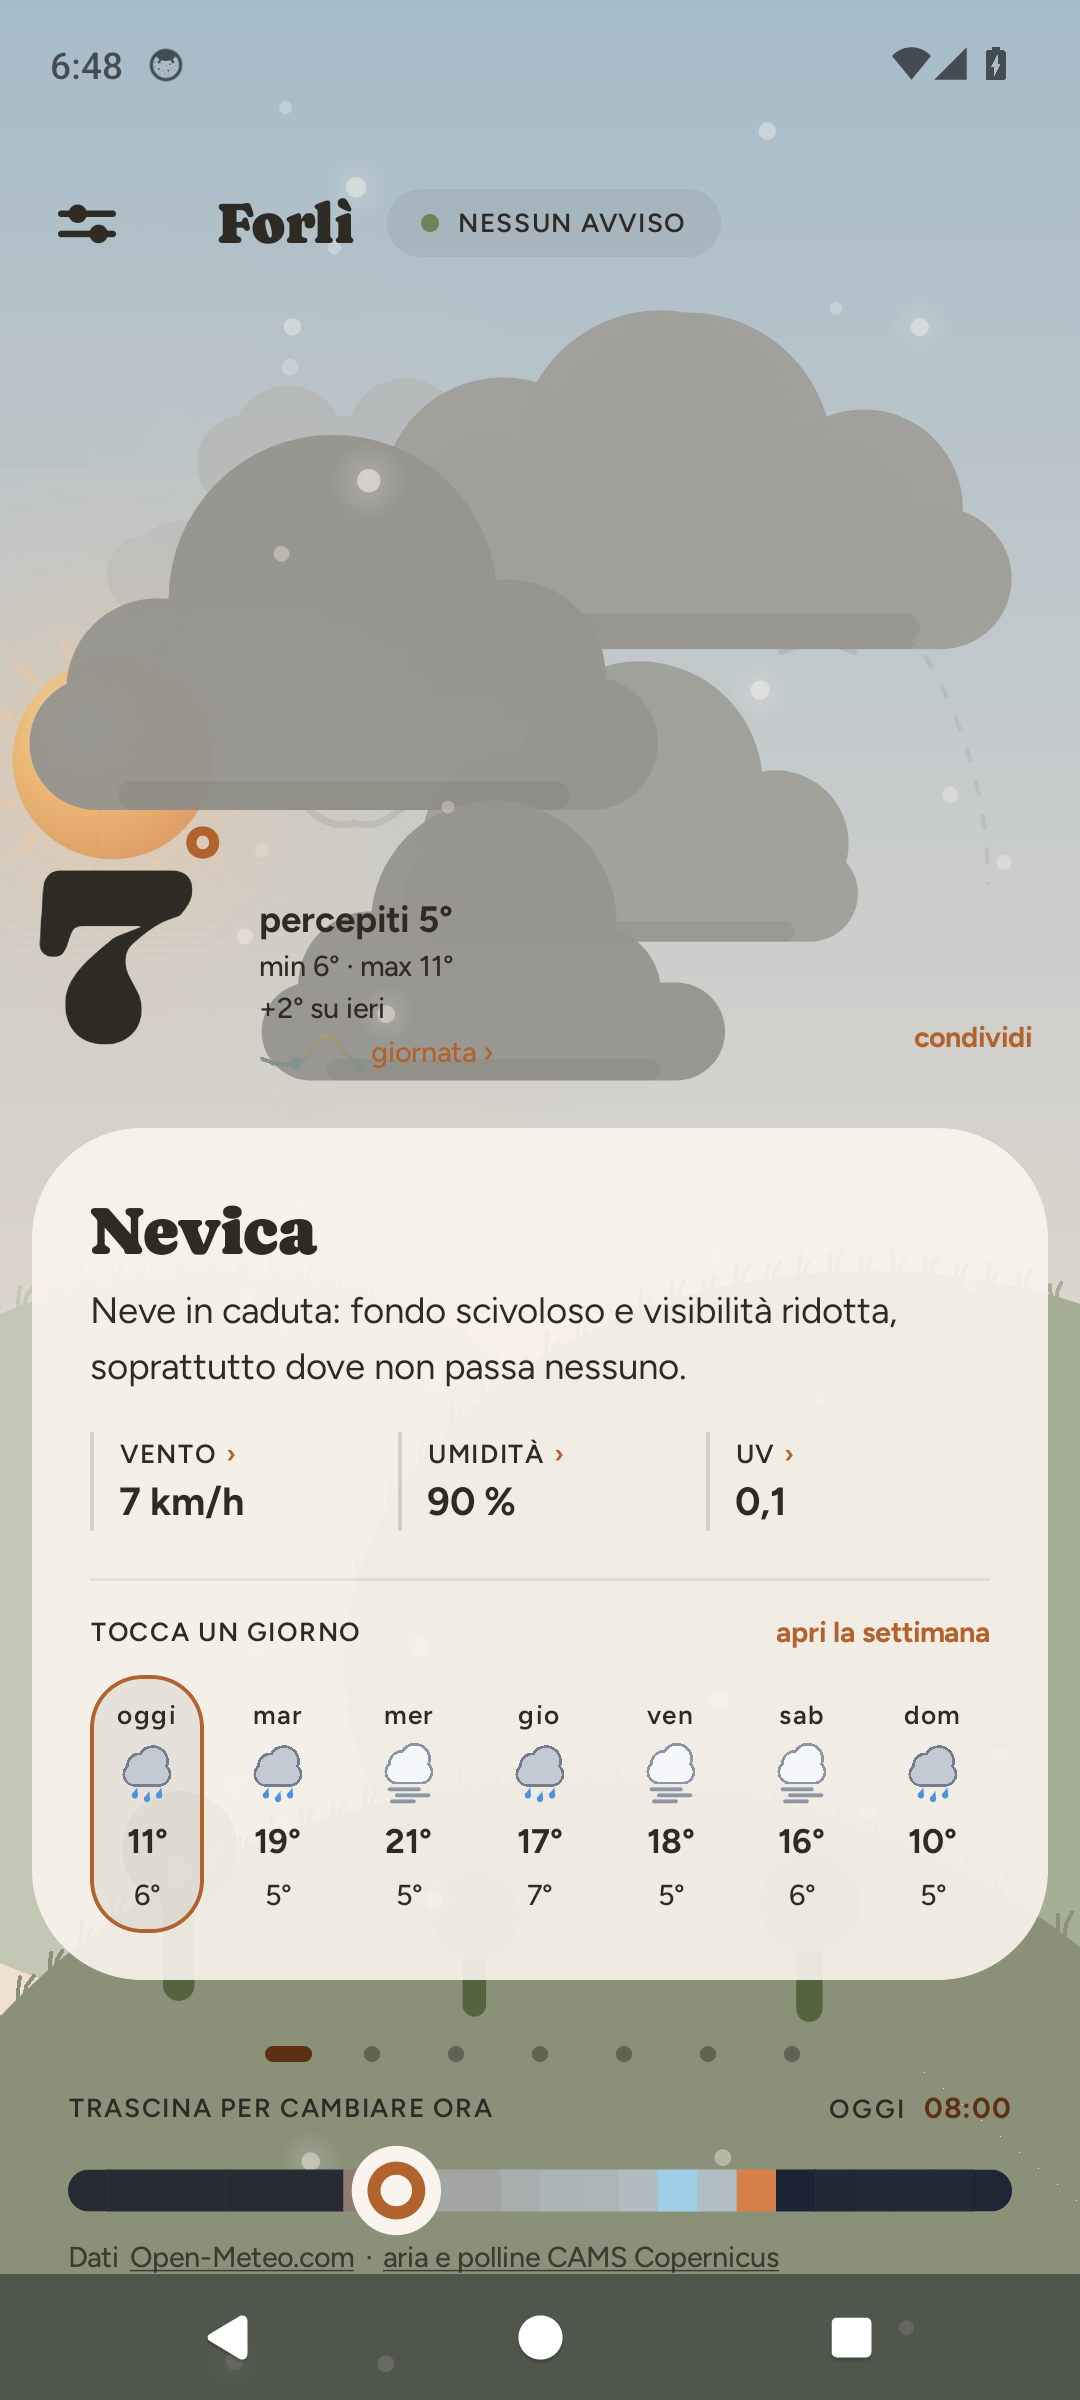 6:48
Forlì
NESSUN AVVISO
7°
percepiti 5°
min 6° · max 11°
+2° su ieri
giornata ›
condividi
Nevica
Neve in caduta: fondo scivoloso e visibilità ridotta,
soprattutto dove non passa nessuno.
VENTO › UMIDITÀ › UV ›
7 km/h 90 % 0,1
TOCCA UN GIORNO apri la settimana
oggi mar mer gio ven sab dom
11° 19° 21° 17° 18° 16° 10°
6° 5° 5° 7° 5° 6° 5°
TRASCINA PER CAMBIARE ORA OGGI 08:00
Dati Open-Meteo.com · aria e polline CAMS Copernicus